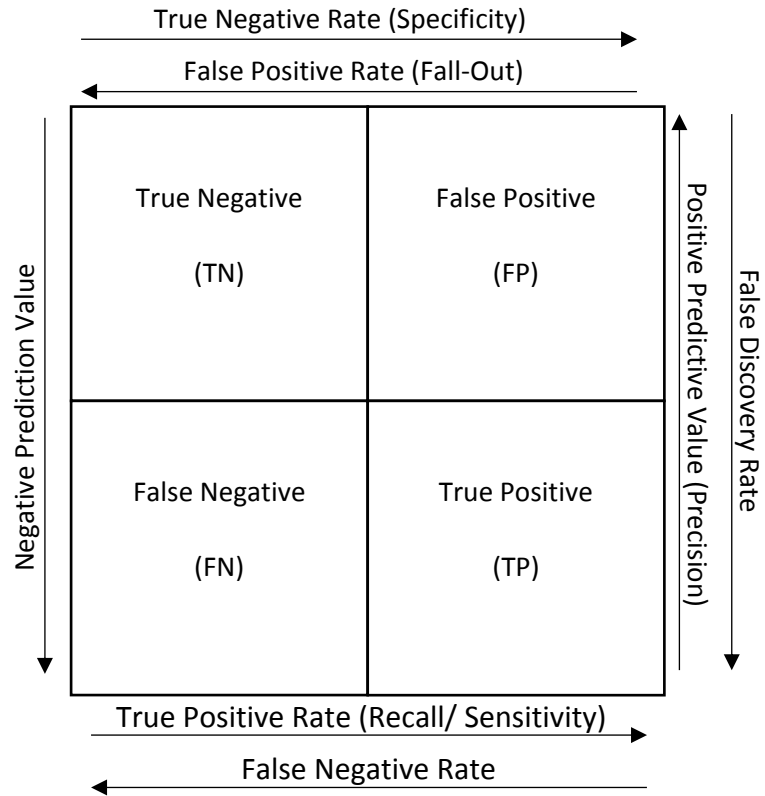 True Negative Rate (Specificity)
False Positive Rate (Fall-Out)
True Negative
(TN)
False Positive
(FP)
Negative Prediction Value
Positive Predictive Value (Precision)
False Discovery Rate
False Negative
(FN)
True Positive
(TP)
True Positive Rate (Recall/ Sensitivity)
False Negative Rate